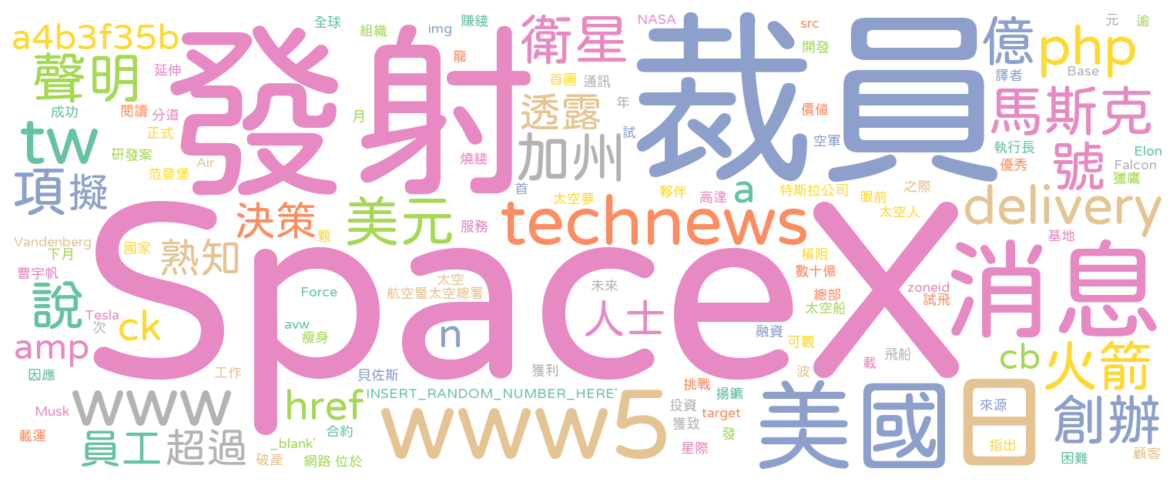 全球
組織
img
賺錢
NASA
src
元
逾
a4b3f35b
發射
衛星
裁員
億
php
開發
聲明
延伸
龍
首圖
通訊
譯者
Base
成功
閱讀
分道
月
透露
年
價值
馬斯克
tw
正式
試
空軍
執行長
Elon
研發案
Air
燒錢
加州
優秀
號
Falcon
獵鷹
項擬
范登堡
首
太空夢
夥伴
高達
a
特斯拉公司
眼前
之際
delivery
SpaceX
決策
顆
美元
服務
technews
太空人
橫阻
基地
消息
Vandenberg
下月
國家
熟知
數十億
曹宇帆
太空
航空暨太空總署
未來
總部
zoneid
試飛
說
Tesla
次
ck
Force
avw
瘦身
n
人士
融資
太空船
可觀
amp
波
載
飛船
cb
火箭
因應
工作
貝佐斯
獲利
www
href
INSERT_RANDOM_NUMBER_HERE'
挑戰
揚鑣
美國
日
來源
創辦
Musk
載運
合約
www5
投資
獲致
target
發
員工
超過
_blank'
破產
網路
位於
星際
指出
困難
顧客